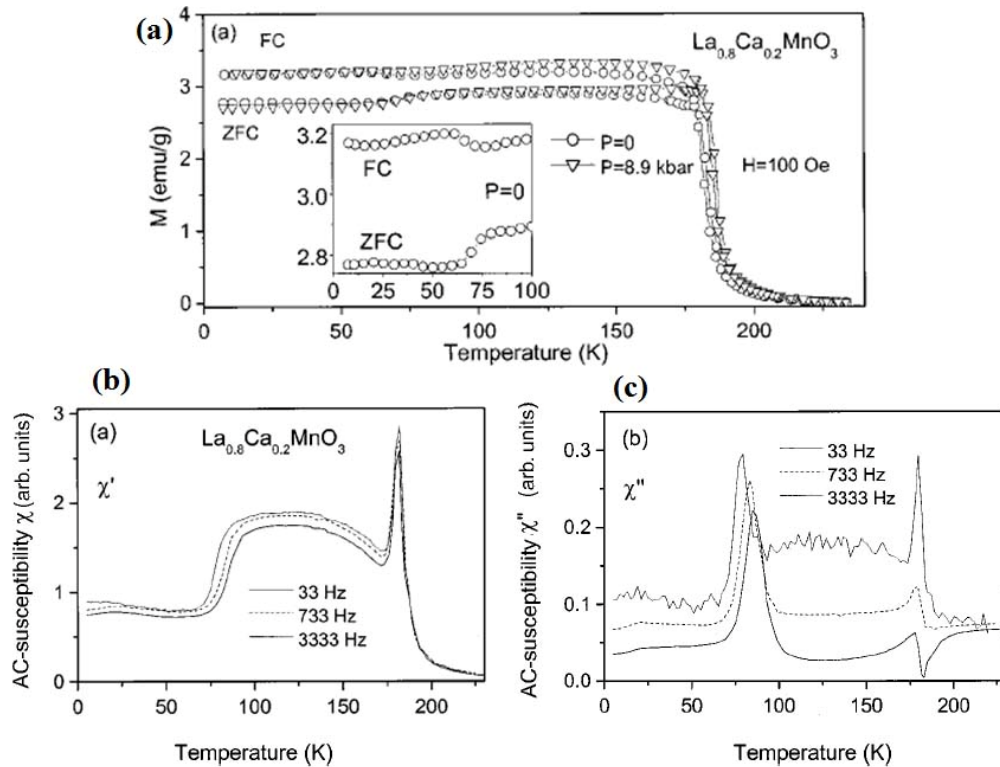 (a)
(a)
FC
La0.8Ca0.2MnO3
4
3
2
1
0
M (emu/g)
ZFC
3.2
3.0
2.8
FC
P=0
ZFC
0 25 50 75 100
P=0
P=8.9 kbar
H=100 Oe
0 50 100 150 200
Temperature (K)
(b)
(a)
La0.8Ca0.2MnO3
χ'
3
2
1
0
AC-susceptibility χ (arb. units)
33 Hz
733 Hz
3333 Hz
0 50 100 150 200
Temperature (K)
(c)
(b)
χ"
0.3
0.2
0.1
0.0
AC-susceptibility χ" (arb. units)
33 Hz
733 Hz
3333 Hz
0 50 100 150 200
Temperature (K)